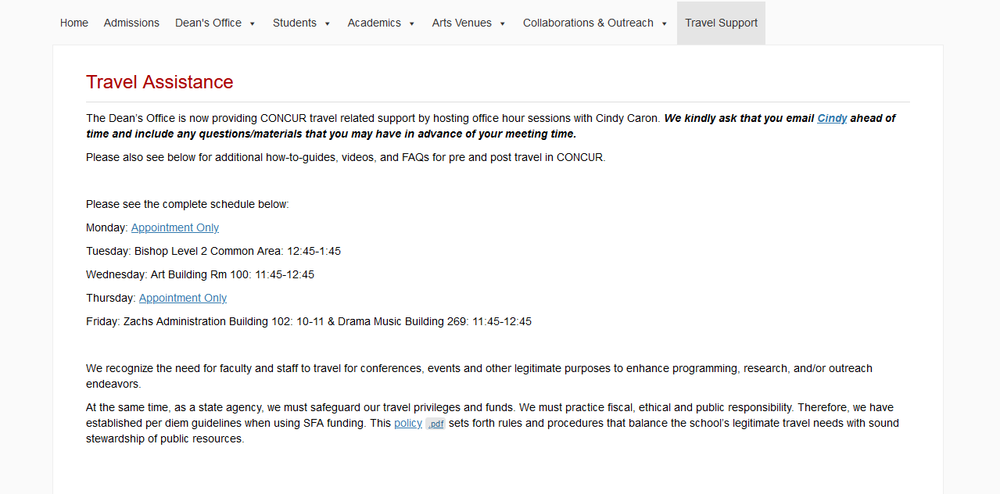 Home Admissions Dean's Office Students Academics Arts Venues Collaborations & Outreach Travel Support
Travel Assistance
The Dean’s Office is now providing CONCUR travel related support by hosting office hour sessions with Cindy Caron. We kindly ask that you email Cindy ahead of
time and include any questions/materials that you may have in advance of your meeting time.
Please also see below for additional how-to-guides, videos, and FAQs for pre and post travel in CONCUR.
Please see the complete schedule below:
Monday: Appointment Only
Tuesday: Bishop Level 2 Common Area: 12:45-1:45
Wednesday: Art Building Rm 100: 11:45-12:45
Thursday: Appointment Only
Friday: Zachs Administration Building 102: 10-11 & Drama Music Building 269: 11:45-12:45
We recognize the need for faculty and staff to travel for conferences, events and other legitimate purposes to enhance programming, research, and/or outreach
endeavors.
At the same time, as a state agency, we must safeguard our travel privileges and funds. We must practice fiscal, ethical and public responsibility. Therefore, we have
established per diem guidelines when using SFA funding. This policy .pdf sets forth rules and procedures that balance the school’s legitimate travel needs with sound
stewardship of public resources.